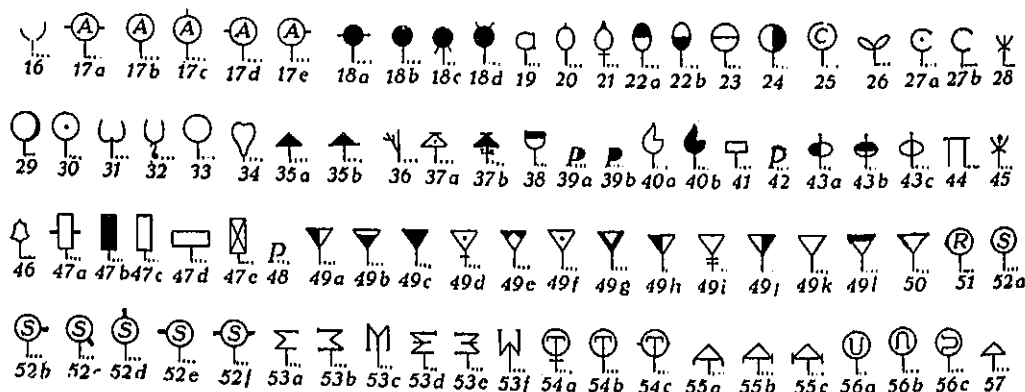 A A A A A C
16 17a 17b 17c 17d 17e 18a 18b 18c 18d 19 20 21 22a 22b 23 24 25 26 27a 27b 28
p p
29 30 31 32 33 34 35a 35b 36 37a 37b 38 39a 39b 40a 40b 41 42 43a 43b 43c 44 45
p R S
46 47a 47b 47c 47d 47e 48 49a 49b 49c 49d 49e 49f 49g 49h 49i 49j 49k 49l 50 51 52a
S S S S S T T T
52b 52c 52d 52e 52f 53a 53b 53c 53d 53e 53f 54a 54b 54c 55a 55b 55c 56a 56b 56c 57